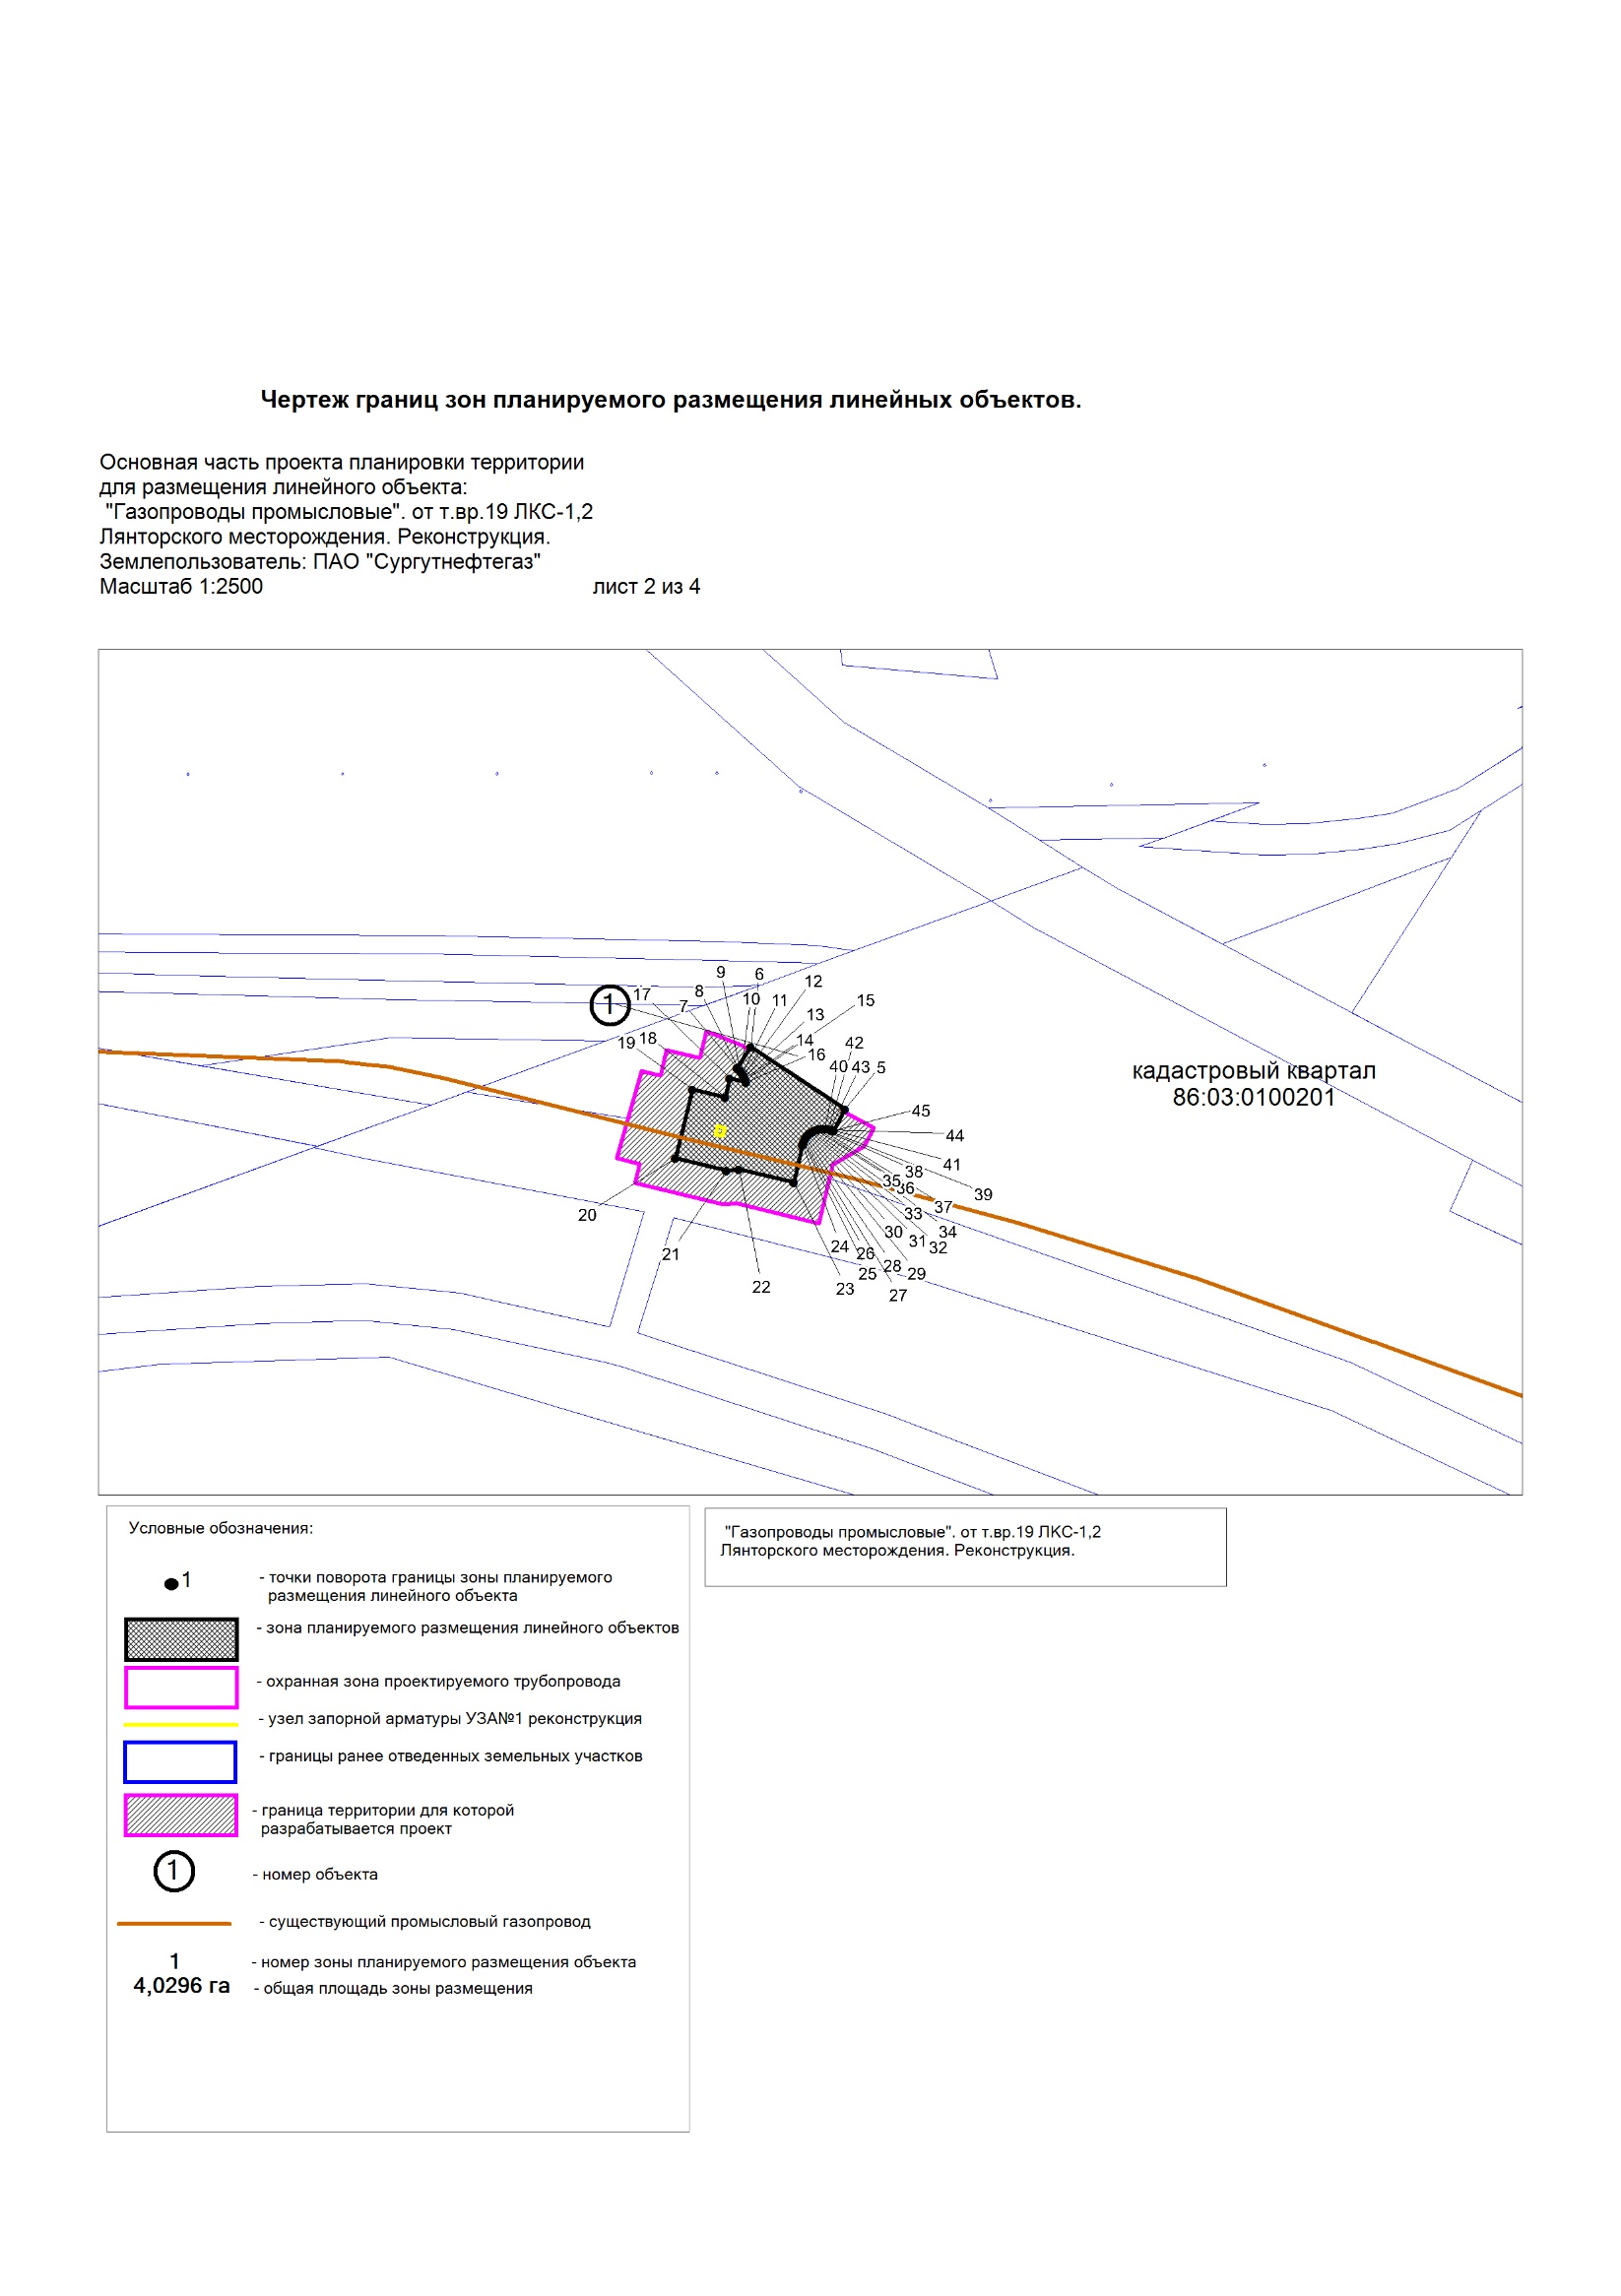 Чертеж границ зон планируемого размещения линейных объектов.
Основная часть проекта планировки территории
для размещения линейного объекта:
"Газопроводы промысловые". от т.вр.19 ЛКС-1,2
Лянторского месторождения. Реконструкция.
Землепользователь: ПАО "Сургутнефтегаз"
Масштаб 1:2500 лист 2 из 4
9
6
12
8
17
1
7
10
11
15
13
18
19
14
16
42
40
43
5
кадастровый квартал
86:03:0100201
45
44
41
38
35
36
39
37
33
20
30
34
31
32
24
26
21
28
25
29
22
23
27
Условные обозначения:
1
- точки поворота границы зоны планируемого
размещения линейного объекта
- зона планируемого размещения линейного объектов
- охранная зона проектируемого трубопровода
- узел запорной арматуры УЗА№1 реконструкция
- границы ранее отведенных земельных участков
- граница территории для которой
разрабатывается проект
1
- номер объекта
- существующий промысловый газопровод
1
- номер зоны планируемого размещения объекта
4,0296 га
- общая площадь зоны размещения
"Газопроводы промысловые". от т.вр.19 ЛКС-1,2
Лянторского месторождения. Реконструкция.